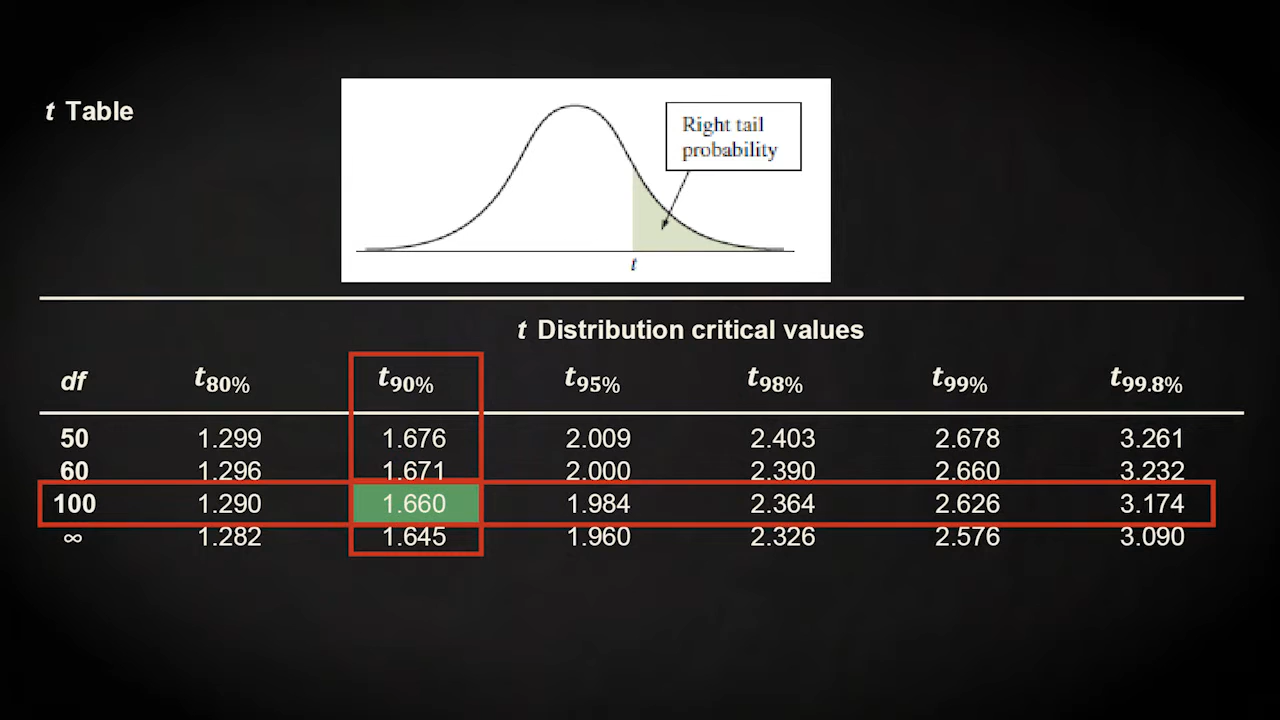 t Table
Right tail
probability
t
t Distribution critical values
df t80% t90% t95% t98% t99% t99.8%
50 1.299 1.676 2.009 2.403 2.678 3.261
60 1.296 1.671 2.000 2.390 2.660 3.232
100 1.290 1.660 1.984 2.364 2.626 3.174
∞ 1.282 1.645 1.960 2.326 2.576 3.090